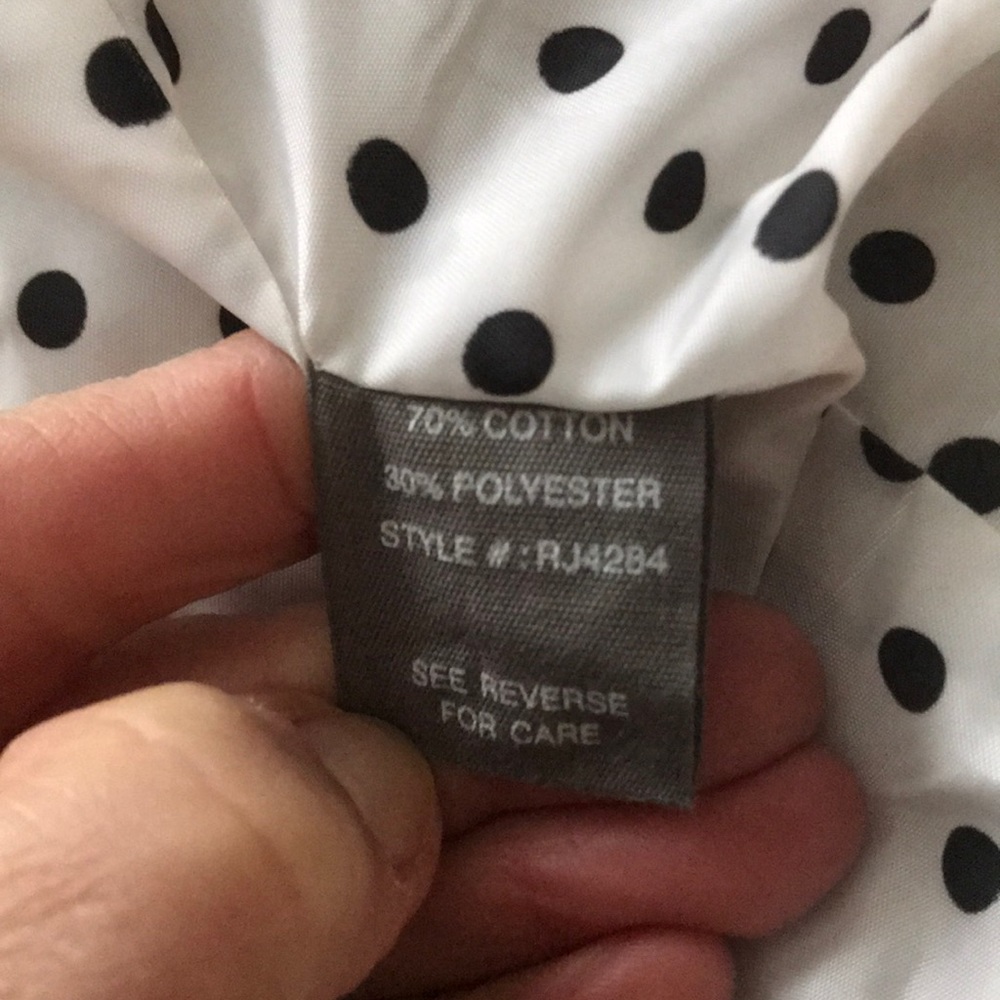 70% COTTON
30% POLYESTER
STYLE # : RJ4284
SEE REVERSE
FOR CARE